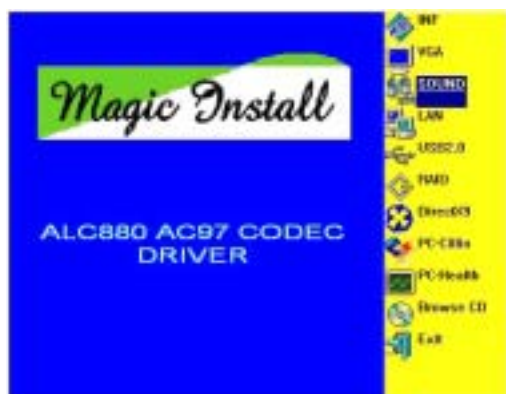 Magic Install
ALC880 AC97 CODEC
DRIVER
INF
VGA
SOUND
LAN
USB2.0
RAID
DirectX9
PC-Cillin
PC-Health
Browse CD
Exit